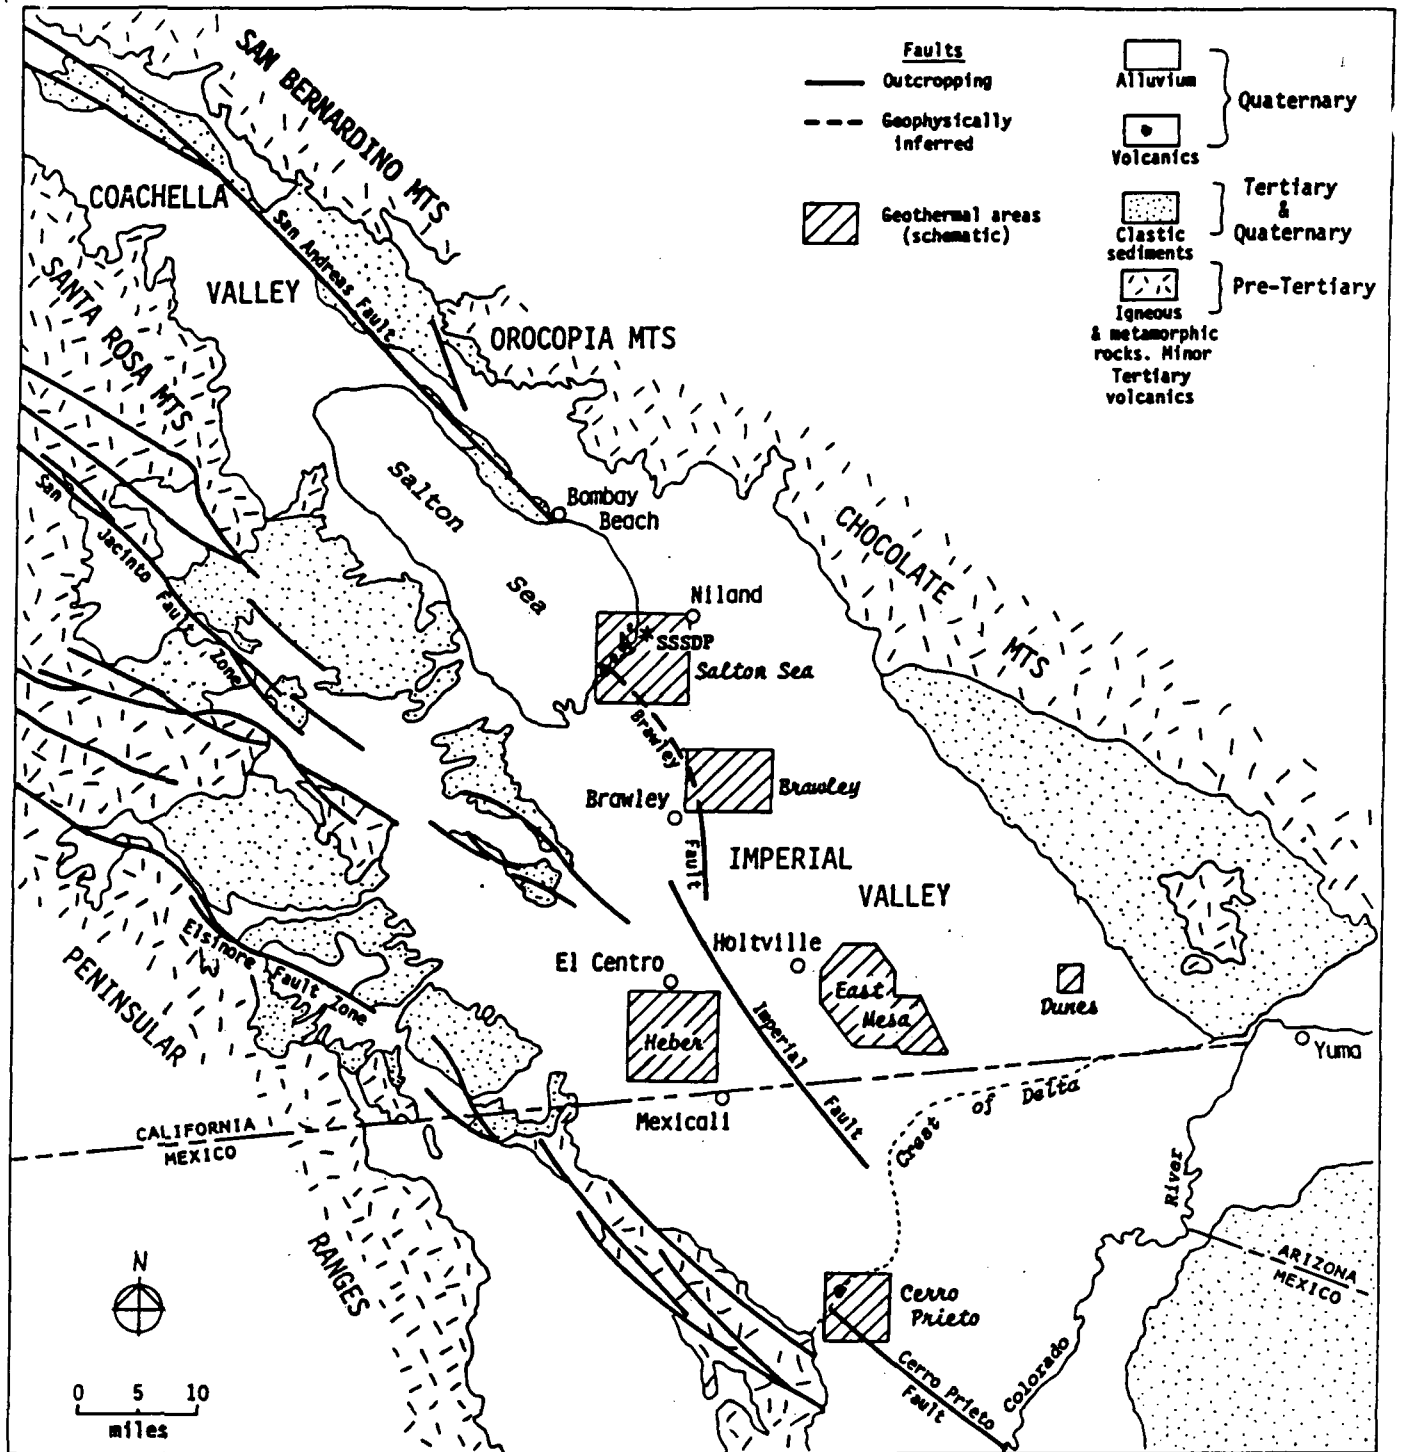 Faults
Outcropping
Geophysically
inferred
Geothermal areas
(schematic)
Alluvium
Volcanics
Quaternary
Clastic
sediments
Tertiary
&
Quaternary
Igneous
& metamorphic
rocks. Minor
Tertiary
volcanics
Pre-Tertiary
SAN BERNARDINO MTS
COACHELLA
VALLEY
San Andreas Fault
SANTA ROSA MTS
OROCOPIA MTS
Salton
Sea
Bombay
Beach
CHOCOLATE
MTS
San
Jacinto
Fault
Zone
Niland
SSSDP
Salton Sea
Brawley
Brawley
Brawley
Fault
IMPERIAL
VALLEY
Holtville
El Centro
East
Mesa
Dunes
Heber
Imperial
Fault
Elsinore Fault Zone
PENINSULAR
RANGES
Yuma
Mexicali
CALIFORNIA
MEXICO
Crest
of Delta
River
Colorado
ARIZONA
MEXICO
Cerro
Prieto
Cerro Prieto
Fault
N
0 5 10
miles